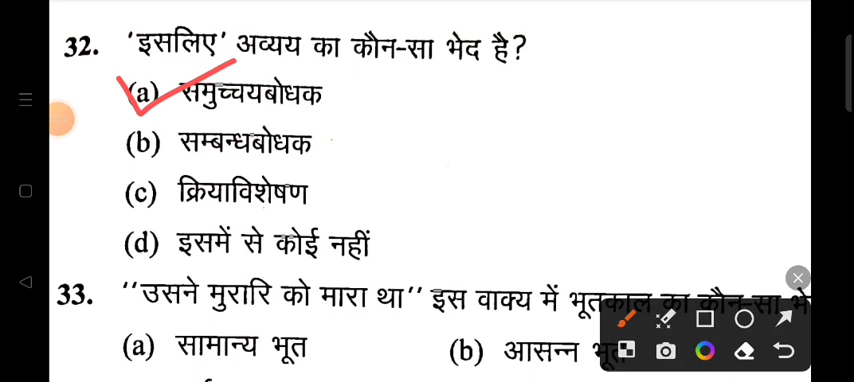 32. 'इसलिए' अव्यय का कौन-सा भेद है?
(a) समुच्चयबोधक
(b) सम्बन्धबोधक
(c) क्रियाविशेषण
(d) इसमें से कोई नहीं
33. ''उसने मुरारि को मारा था'' इस वाक्य में भूतकाल का कौन-सा
(a) सामान्य भूत (b) आसन्न भूत